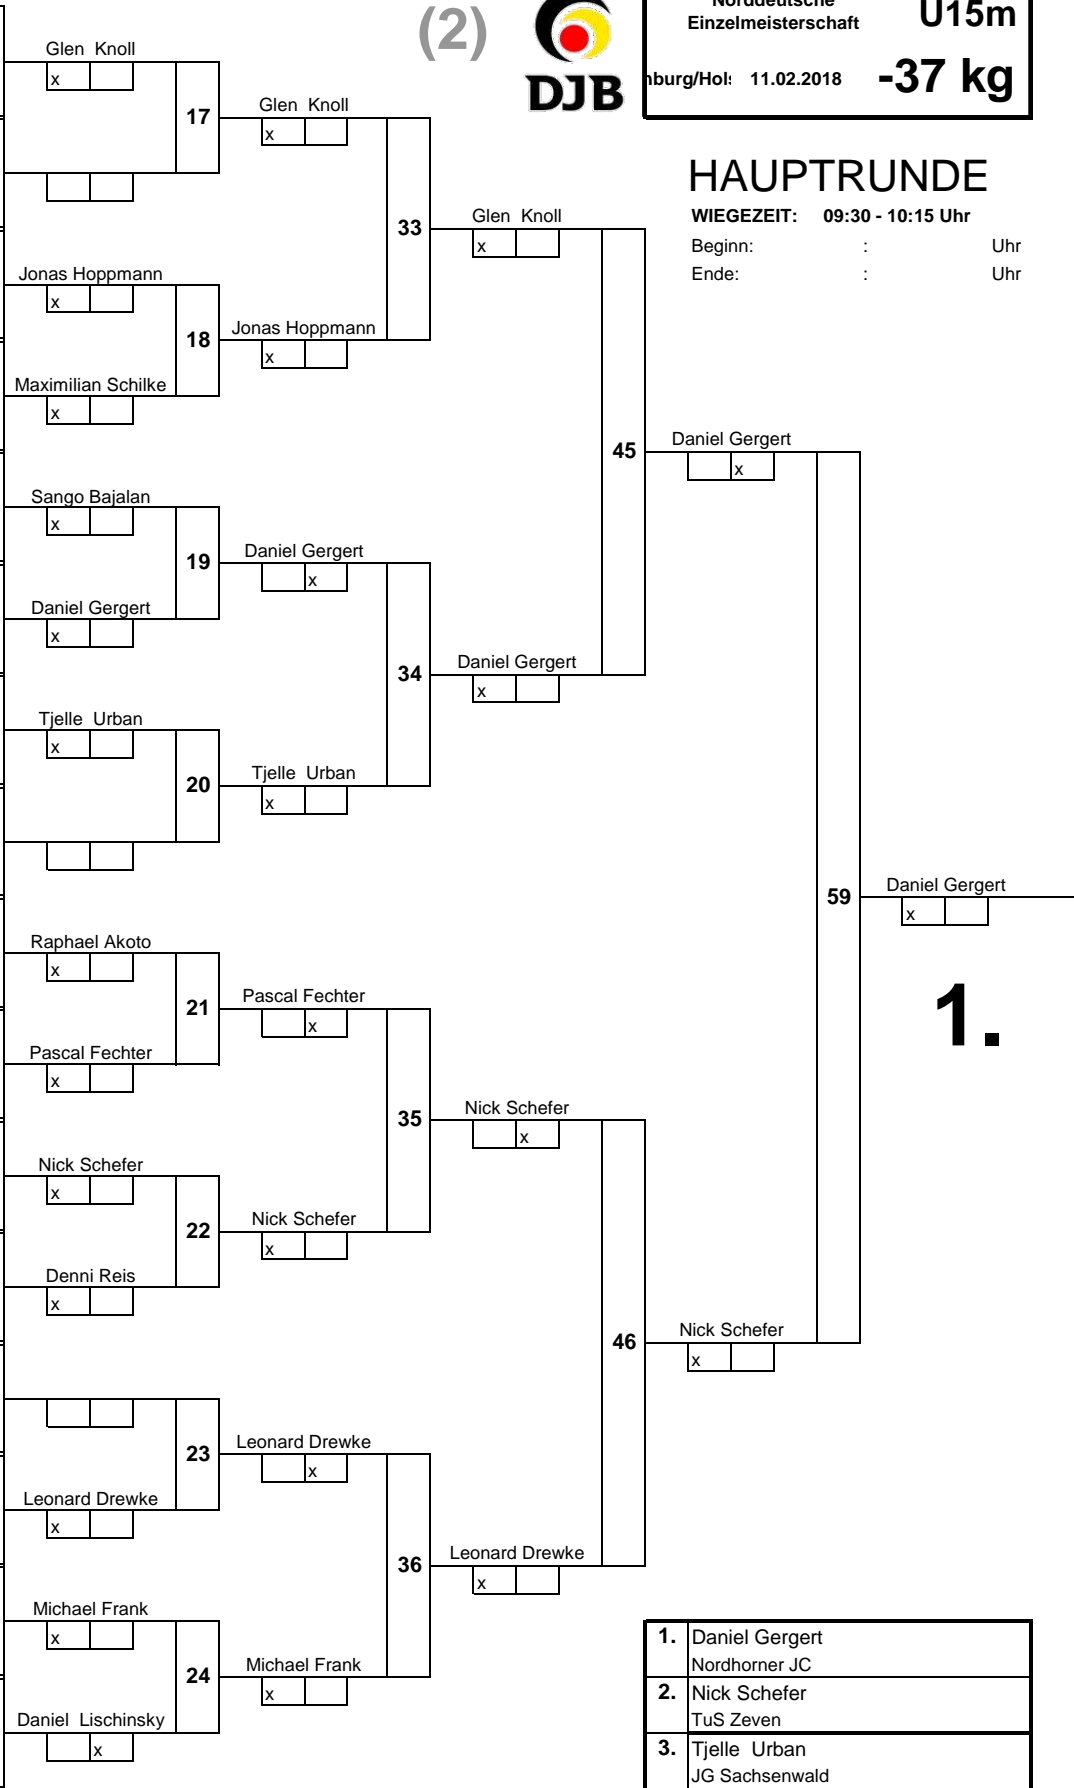 (2)
DJB
Norddeutsche
Einzelmeisterschaft
U15m
11.02.2018
-37 kg
HAUPTRUNDE
WIEGEZEIT: 09:30 - 10:15 Uhr
Beginn: : Uhr
Ende: : Uhr
Glen Knoll
x
17
Jonas Hoppmann
x
18
Maximilian Schilke
x
Sango Bajalan
x
19
Daniel Gergert
x
Tjelle Urban
x
20
Raphael Akoto
x
21
Pascal Fechter
x
Nick Schefer
x
22
Denni Reis
x
23
Leonard Drewke
x
Michael Frank
x
24
Daniel Lischinsky
x
Glen Knoll
x
33
Jonas Hoppmann
x
Daniel Gergert
x
34
Tjelle Urban
x
Pascal Fechter
x
35
Nick Schefer
x
Leonard Drewke
x
36
Michael Frank
x
Glen Knoll
x
45
Daniel Gergert
x
Nick Schefer
x
46
Leonard Drewke
x
Daniel Gergert
x
59
Nick Schefer
x
Daniel Gergert
x
1.
1. Daniel Gergert
Nordhorner JC
2. Nick Schefer
TuS Zeven
3. Tjelle Urban
JG Sachsenwald